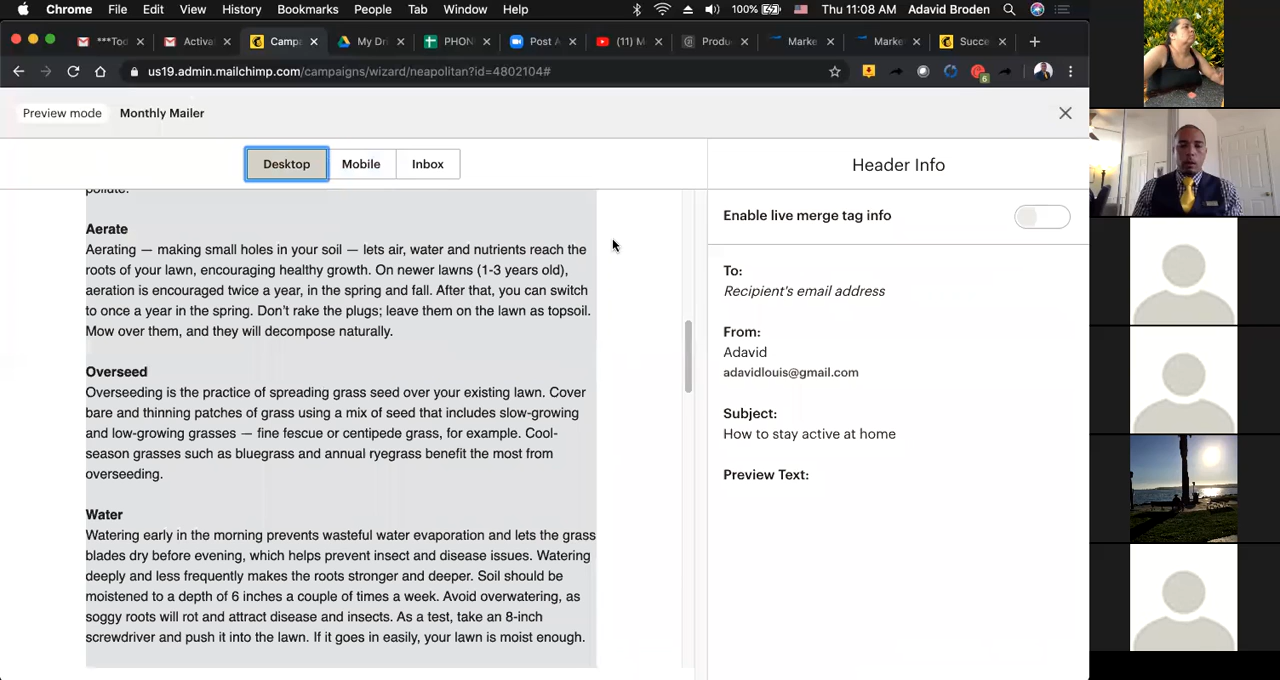 Chrome File Edit View History Bookmarks People Tab Window Help 100% Thu 11:08 AM Adavid Broden
***Tod Activa Campa My Dri PHON Post A (11) M Produ Marke Marke Succe
us19.admin.mailchimp.com/campaigns/wizard/neapolitan?id=4802104#
6
Preview mode Monthly Mailer
Desktop Mobile Inbox
pollute.
Aerate
Aerating — making small holes in your soil — lets air, water and nutrients reach the
roots of your lawn, encouraging healthy growth. On newer lawns (1-3 years old),
aeration is encouraged twice a year, in the spring and fall. After that, you can switch
to once a year in the spring. Don't rake the plugs; leave them on the lawn as topsoil.
Mow over them, and they will decompose naturally.
Overseed
Overseeding is the practice of spreading grass seed over your existing lawn. Cover
bare and thinning patches of grass using a mix of seed that includes slow-growing
and low-growing grasses — fine fescue or centipede grass, for example. Cool-
season grasses such as bluegrass and annual ryegrass benefit the most from
overseeding.
Water
Watering early in the morning prevents wasteful water evaporation and lets the grass
blades dry before evening, which helps prevent insect and disease issues. Watering
deeply and less frequently makes the roots stronger and deeper. Soil should be
moistened to a depth of 6 inches a couple of times a week. Avoid overwatering, as
soggy roots will rot and attract disease and insects. As a test, take an 8-inch
screwdriver and push it into the lawn. If it goes in easily, your lawn is moist enough.
Header Info
Enable live merge tag info
To:
Recipient's email address
From:
Adavid
adavidlouis@gmail.com
Subject:
How to stay active at home
Preview Text: